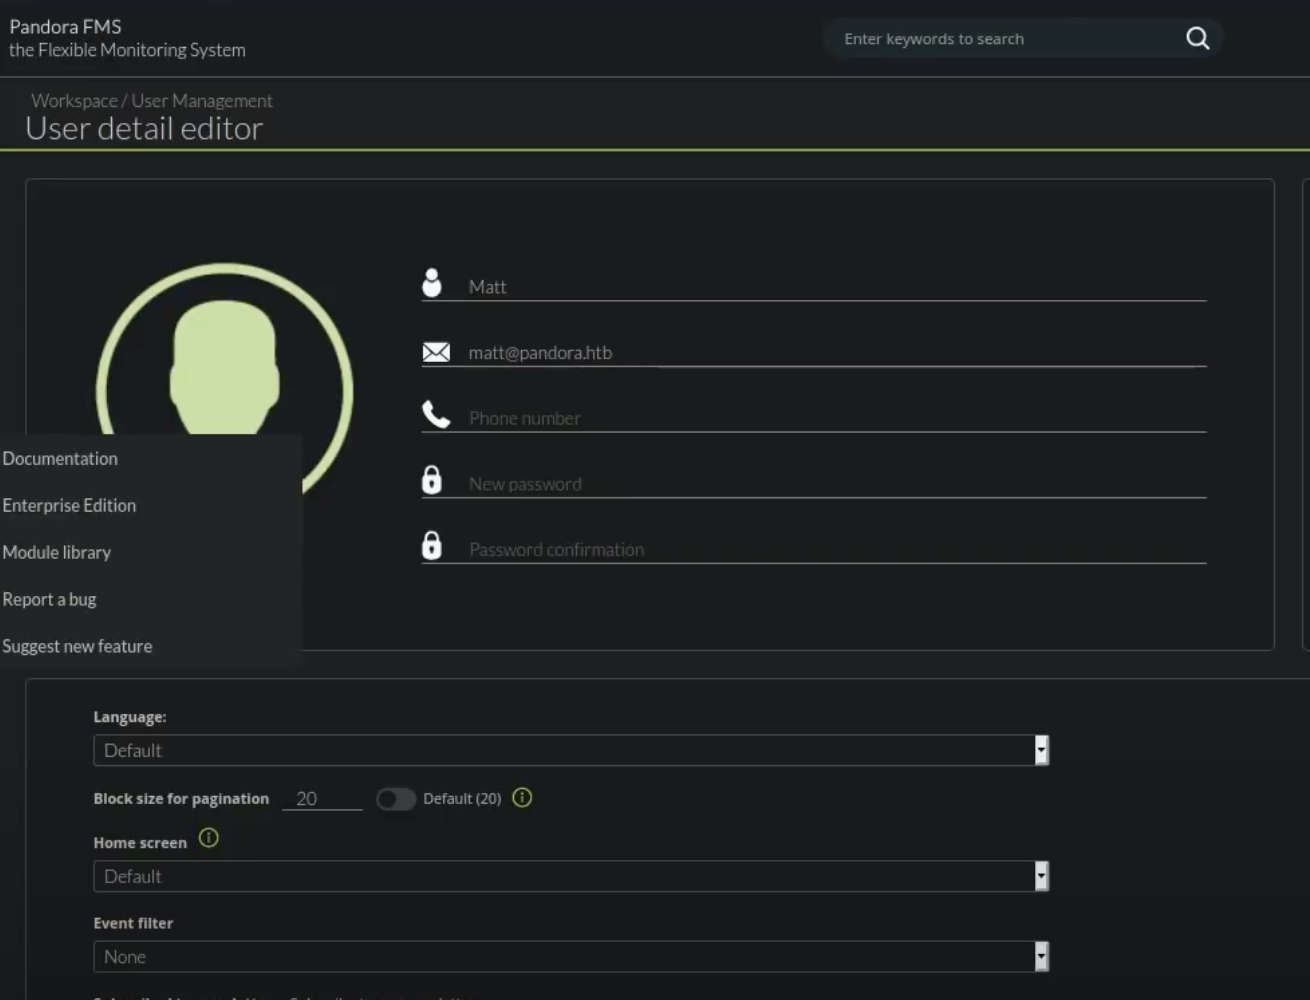 Pandora FMS
the Flexible Monitoring System
Enter keywords to search
Workspace / User Management
User detail editor
Matt
matt@pandora.htb
Phone number
New password
Password confirmation
Documentation
Enterprise Edition
Module library
Report a bug
Suggest new feature
Language:
Default
Block size for pagination 20 Default (20)
Home screen
Default
Event filter
None